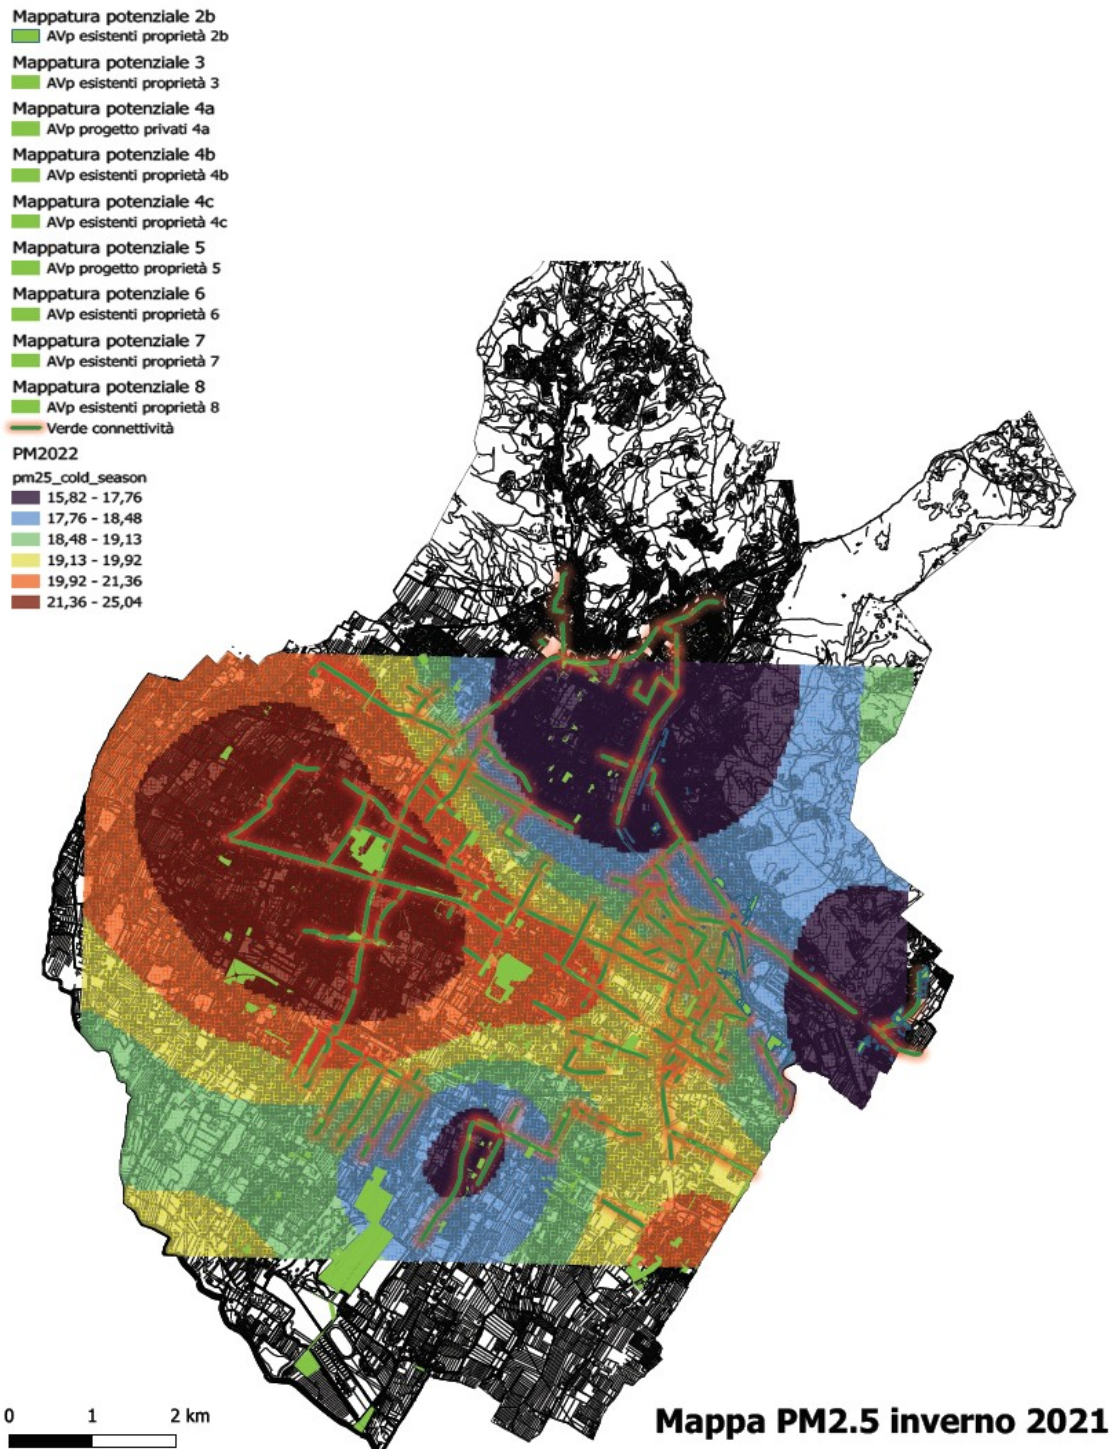 Mappatura potenziale 2b
AVp esistenti proprietà 2b
Mappatura potenziale 3
AVp esistenti proprietà 3
Mappatura potenziale 4a
AVp progetto privati 4a
Mappatura potenziale 4b
AVp esistenti proprietà 4b
Mappatura potenziale 4c
AVp esistenti proprietà 4c
Mappatura potenziale 5
AVp progetto proprietà 5
Mappatura potenziale 6
AVp esistenti proprietà 6
Mappatura potenziale 7
AVp esistenti proprietà 7
Mappatura potenziale 8
AVp esistenti proprietà 8
Verde connettività
PM2022
pm25_cold_season
15,82 - 17,76
17,76 - 18,48
18,48 - 19,13
19,13 - 19,92
19,92 - 21,36
21,36 - 25,04
0 1 2 km
Mappa PM2.5 inverno 2021